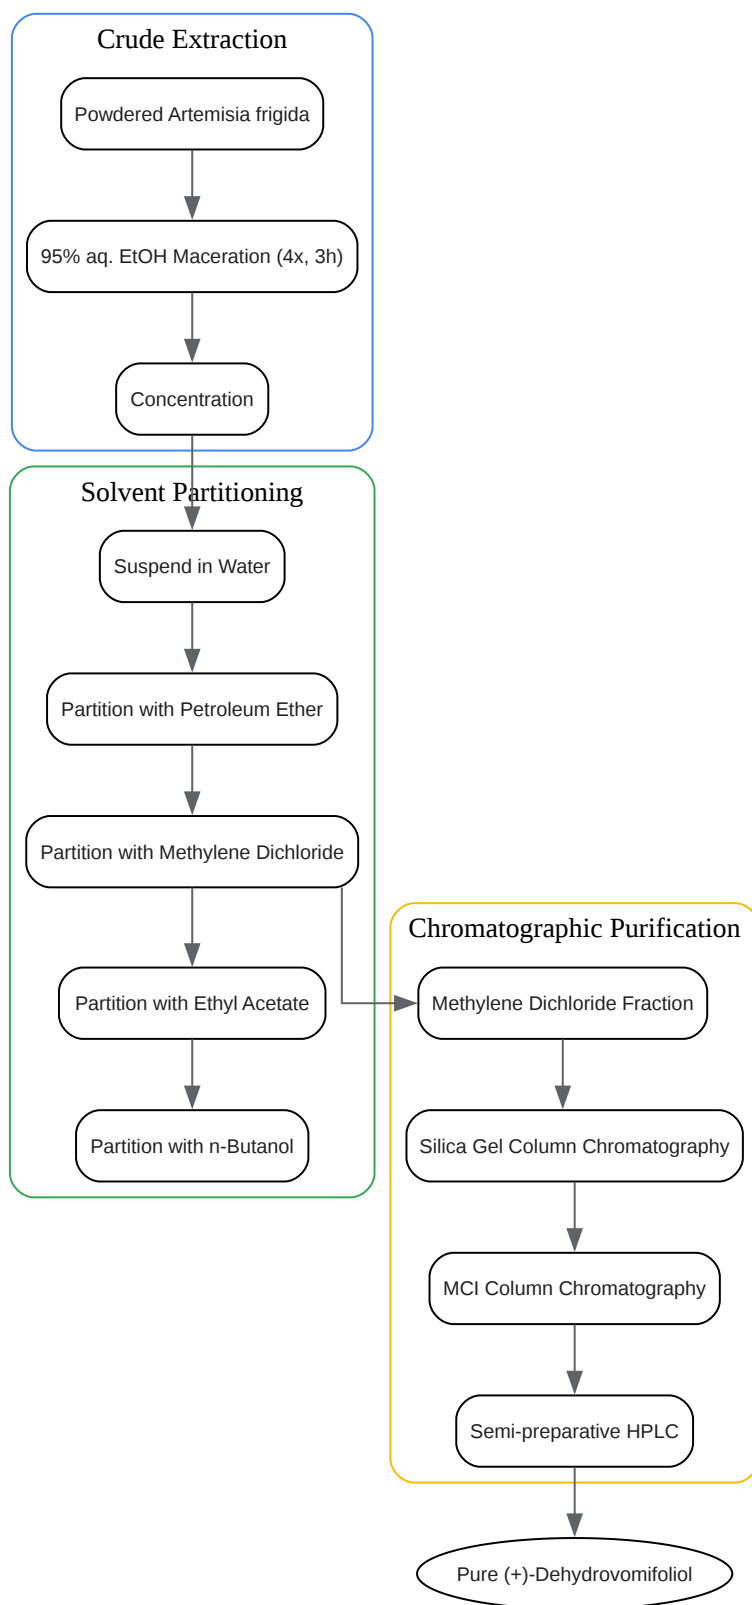 Crude Extraction
Powdered Artemisia frigida
95% aq. EtOH Maceration (4x, 3h)
Concentration
Solvent Partitioning
Suspend in Water
Partition with Petroleum Ether
Partition with Methylene Dichloride
Partition with Ethyl Acetate
Partition with n-Butanol
Chromatographic Purification
Methylene Dichloride Fraction
Silica Gel Column Chromatography
MCI Column Chromatography
Semi-preparative HPLC
Pure (+)-Dehydrovomifoliol